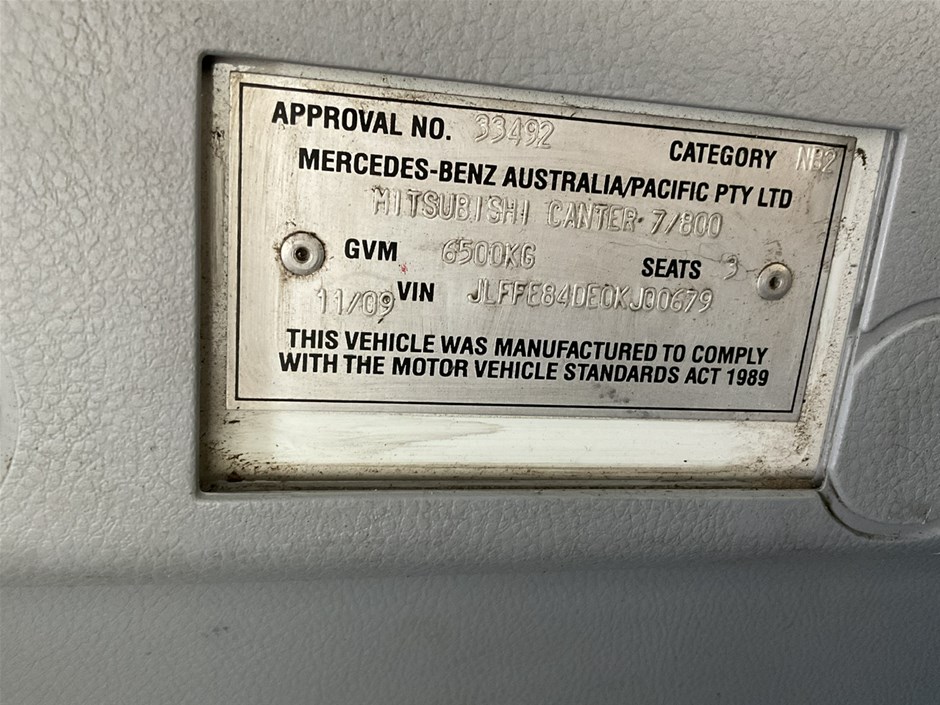 APPROVAL NO. 33492
CATEGORY NB2
MERCEDES-BENZ AUSTRALIA/PACIFIC PTY LTD
MITSUBISHI CANTER 7/800
GVM 6500KG SEATS 3
11/09 VIN JLFFE84DE0KJ00679
THIS VEHICLE WAS MANUFACTURED TO COMPLY
WITH THE MOTOR VEHICLE STANDARDS ACT 1989